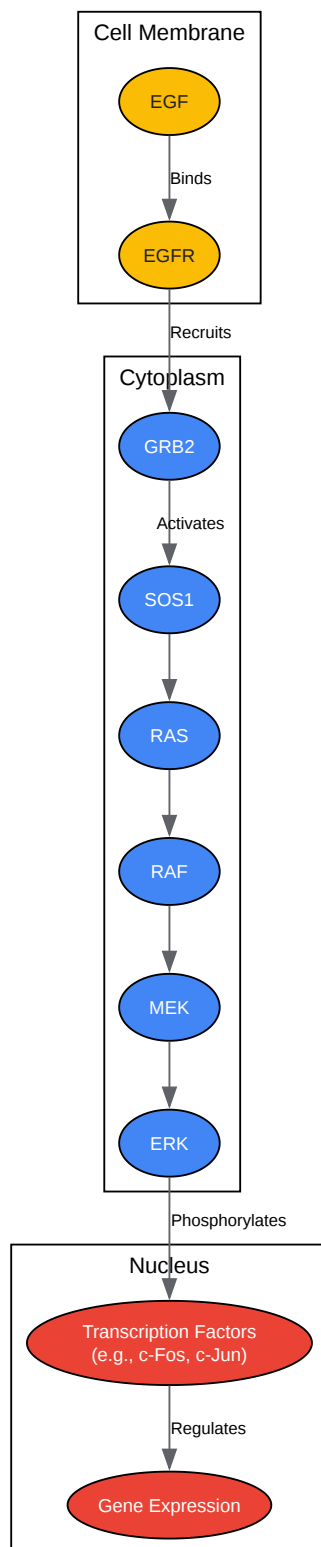 Cell Membrane
EGF
Binds
EGFR
Recruits
Cytoplasm
GRB2
Activates
SOS1
RAS
RAF
MEK
ERK
Phosphorylates
Nucleus
Transcription Factors
(e.g., c-Fos, c-Jun)
Regulates
Gene Expression